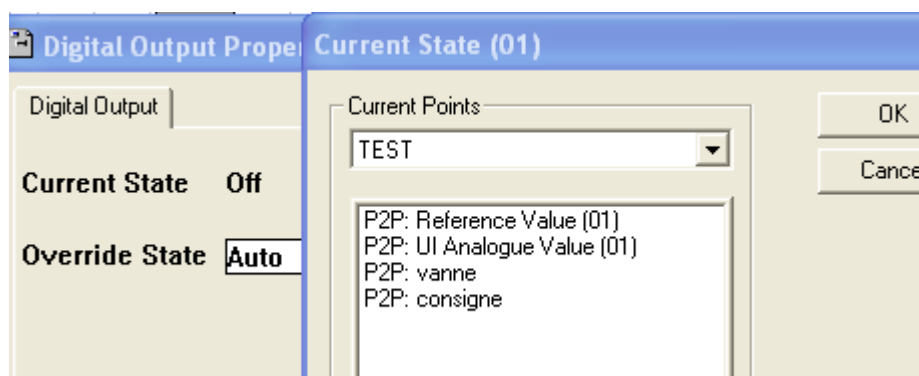 Digital Output Proper
Current State (01)
Digital Output
Current Points
TEST
OK
Cance
Current State Off
Override State Auto
P2P: Reference Value (01)
P2P: UI Analogue Value (01)
P2P: vanne
P2P: consigne